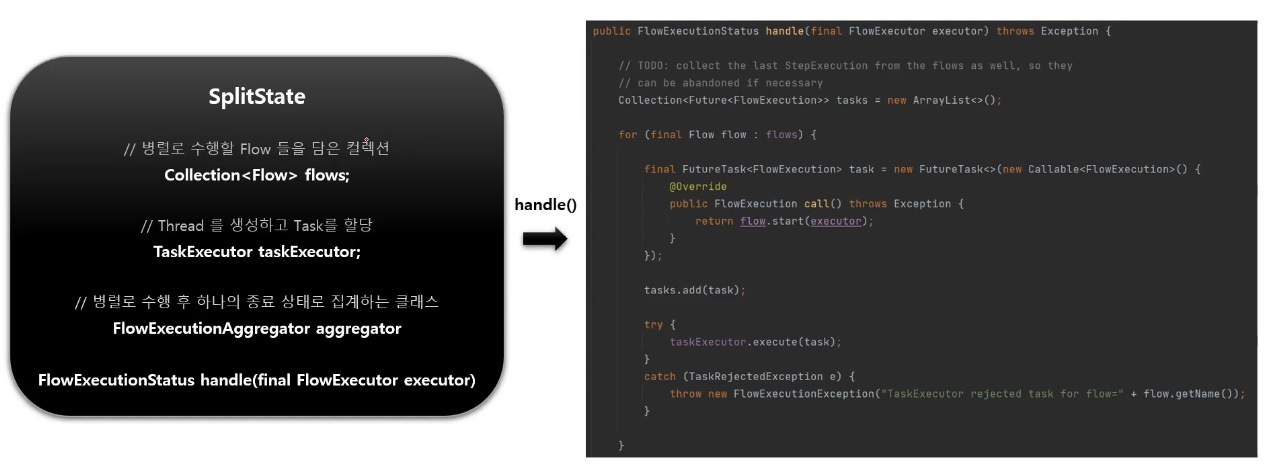 SplitState
// 병렬로 수행할 Flow 들을 담은 컬렉션
Collection<Flow> flows;
// Thread 를 생성하고 Task를 할당
TaskExecutor taskExecutor;
// 병렬로 수행 후 하나의 종료 상태로 집계하는 클래스
FlowExecutionAggregator aggregator
FlowExecutionStatus handle(final FlowExecutor executor)
handle()
public FlowExecutionStatus handle(final FlowExecutor executor) throws Exception {
// TODO: collect the last StepExecution from the flows as well, so they
// can be abandoned if necessary
Collection<Future<FlowExecution>> tasks = new ArrayList<>();
for (final Flow flow : flows) {
final FutureTask<FlowExecution> task = new FutureTask<>(new Callable<FlowExecution>() {
@Override
public FlowExecution call() throws Exception {
return flow.start(executor);
}
});
tasks.add(task);
try {
taskExecutor.execute(task);
}
catch (TaskRejectedException e) {
throw new FlowExecutionException("TaskExecutor rejected task for flow=" + flow.getName());
}
}